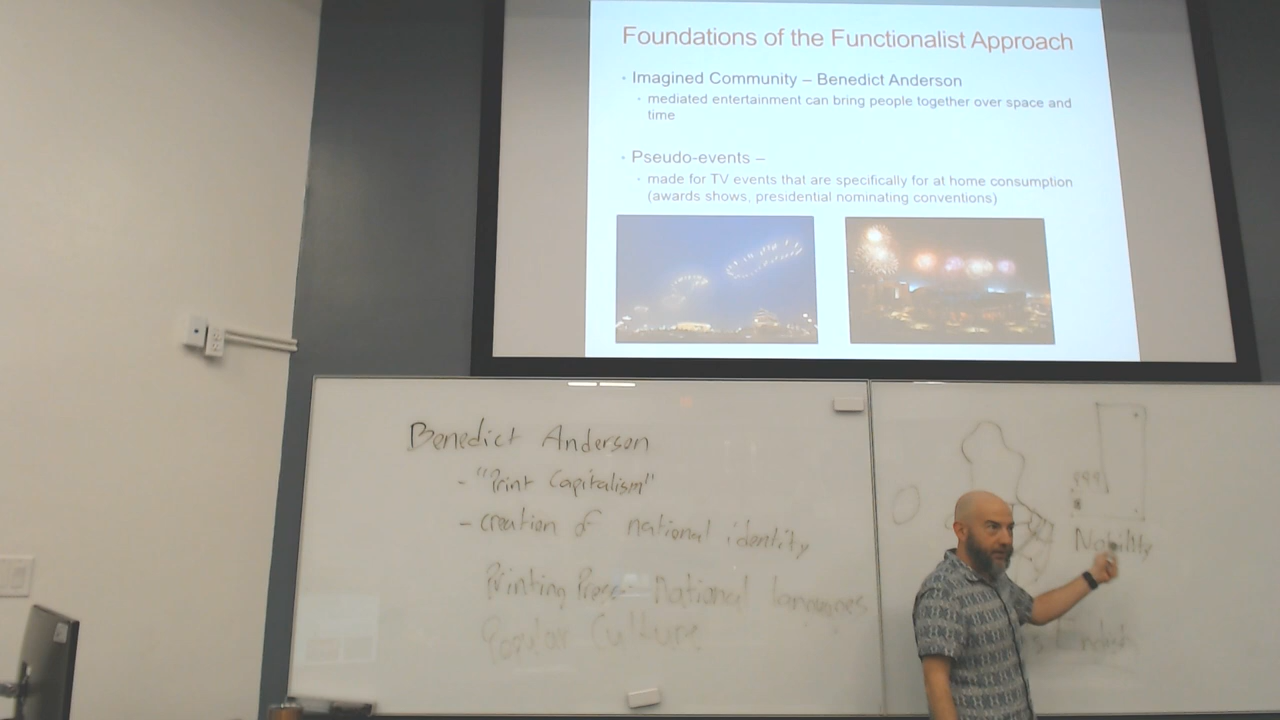 Foundations of the Functionalist Approach
• Imagined Community – Benedict Anderson
• mediated entertainment can bring people together over space and
time
• Pseudo-events –
• made for TV events that are specifically for at home consumption
(awards shows, presidential nominating conventions)
Benedict Anderson
- "Print Capitalism"
- creation of national identity
Printing Press - National languages
Popular Culture
Nobility
English